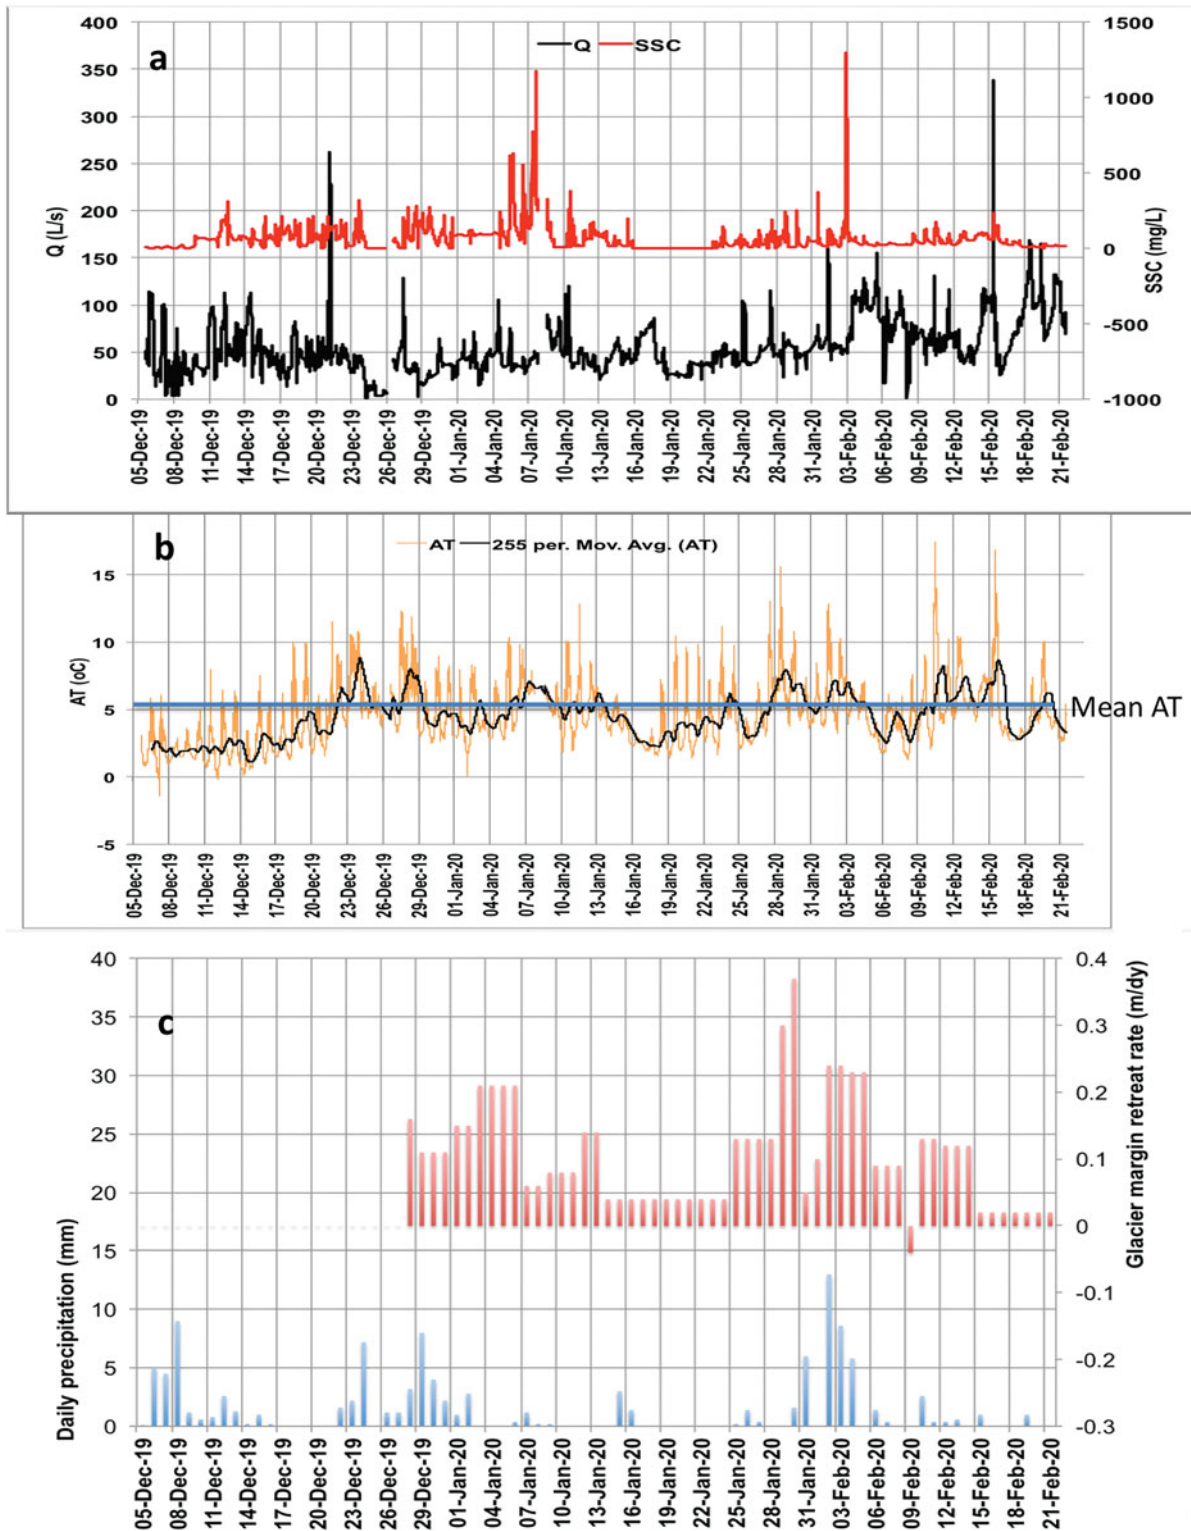 a
Q SSC
400
350
300
250
200
150
100
50
0
Q (L/s)
1500
1000
500
0
-500
-1000
SSC (mg/L)
05-Dec-19
08-Dec-19
11-Dec-19
14-Dec-19
17-Dec-19
20-Dec-19
23-Dec-19
26-Dec-19
29-Dec-19
01-Jan-20
04-Jan-20
07-Jan-20
10-Jan-20
13-Jan-20
16-Jan-20
19-Jan-20
22-Jan-20
25-Jan-20
28-Jan-20
31-Jan-20
03-Feb-20
06-Feb-20
09-Feb-20
12-Feb-20
15-Feb-20
18-Feb-20
21-Feb-20
b
AT 255 per. Mov. Avg. (AT)
15
10
5
0
-5
AT (oC)
Mean AT
05-Dec-19
08-Dec-19
11-Dec-19
14-Dec-19
17-Dec-19
20-Dec-19
23-Dec-19
26-Dec-19
29-Dec-19
01-Jan-20
04-Jan-20
07-Jan-20
10-Jan-20
13-Jan-20
16-Jan-20
19-Jan-20
22-Jan-20
25-Jan-20
28-Jan-20
31-Jan-20
03-Feb-20
06-Feb-20
09-Feb-20
12-Feb-20
15-Feb-20
18-Feb-20
21-Feb-20
c
40
35
30
25
20
15
10
5
0
Daily precipitation (mm)
0.4
0.3
0.2
0.1
0
-0.1
-0.2
-0.3
Glacier margin retreat rate (m/dy)
05-Dec-19
08-Dec-19
11-Dec-19
14-Dec-19
17-Dec-19
20-Dec-19
23-Dec-19
26-Dec-19
29-Dec-19
01-Jan-20
04-Jan-20
07-Jan-20
10-Jan-20
13-Jan-20
16-Jan-20
19-Jan-20
22-Jan-20
25-Jan-20
28-Jan-20
31-Jan-20
03-Feb-20
06-Feb-20
09-Feb-20
12-Feb-20
15-Feb-20
18-Feb-20
21-Feb-20